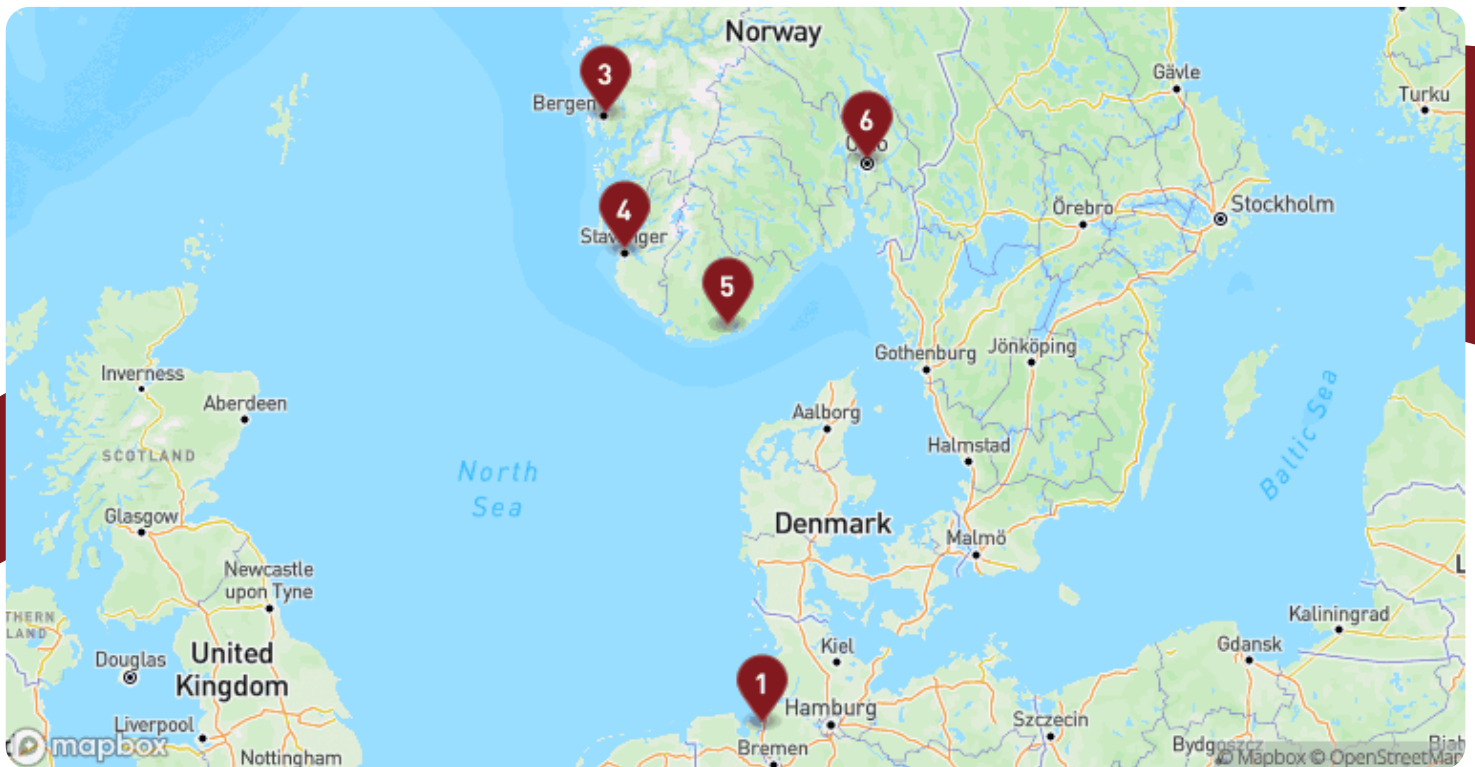 Norway
3
Bergen
6
Gävle
Turku
4
Örebro
Stockholm
5
Inverness
Aberdeen
Gothenburg
Jönköping
Aalborg
SCOTLAND
North
Sea
Halmstad
Baltic Sea
Glasgow
Denmark
Malmö
Newcastle
upon Tyne
Kaliningrad
Douglas
United
Kingdom
Kiel
Gdansk
1
Hamburg
Szczecin
Liverpool
mapbox
Bremen
Nottingham
© Mapbox © OpenStreetMap